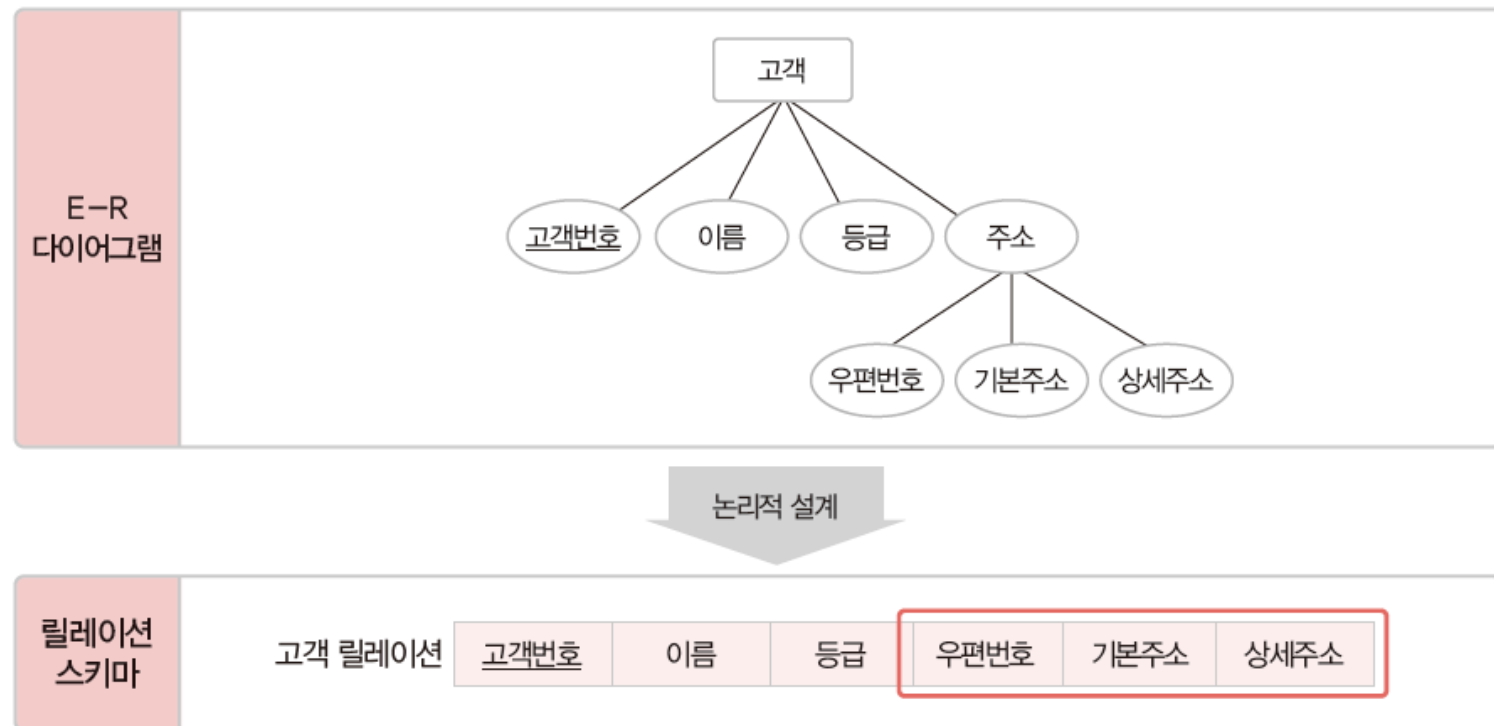 E-R
다이어그램
고객
고객번호 이름 등급 주소
우편번호 기본주소 상세주소
논리적 설계
릴레이션
스키마
고객 릴레이션 고객번호 이름 등급 우편번호 기본주소 상세주소